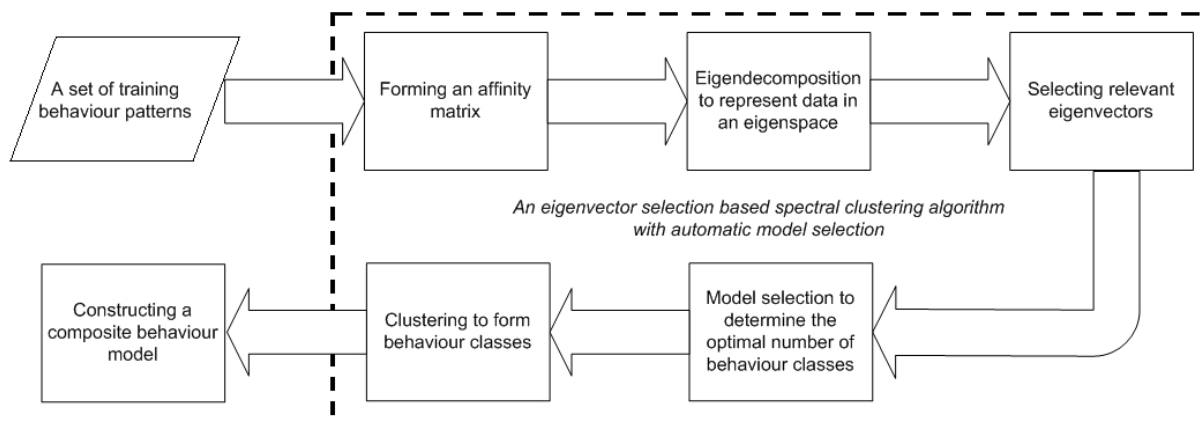 A set of training
behaviour patterns
Forming an affinity
matrix
Eigendecomposition
to represent data in
an eigenspace
Selecting relevant
eigenvectors
An eigenvector selection based spectral clustering algorithm
with automatic model selection
Constructing a
composite behaviour
model
Clustering to form
behaviour classes
Model selection to
determine the
optimal number of
behaviour classes